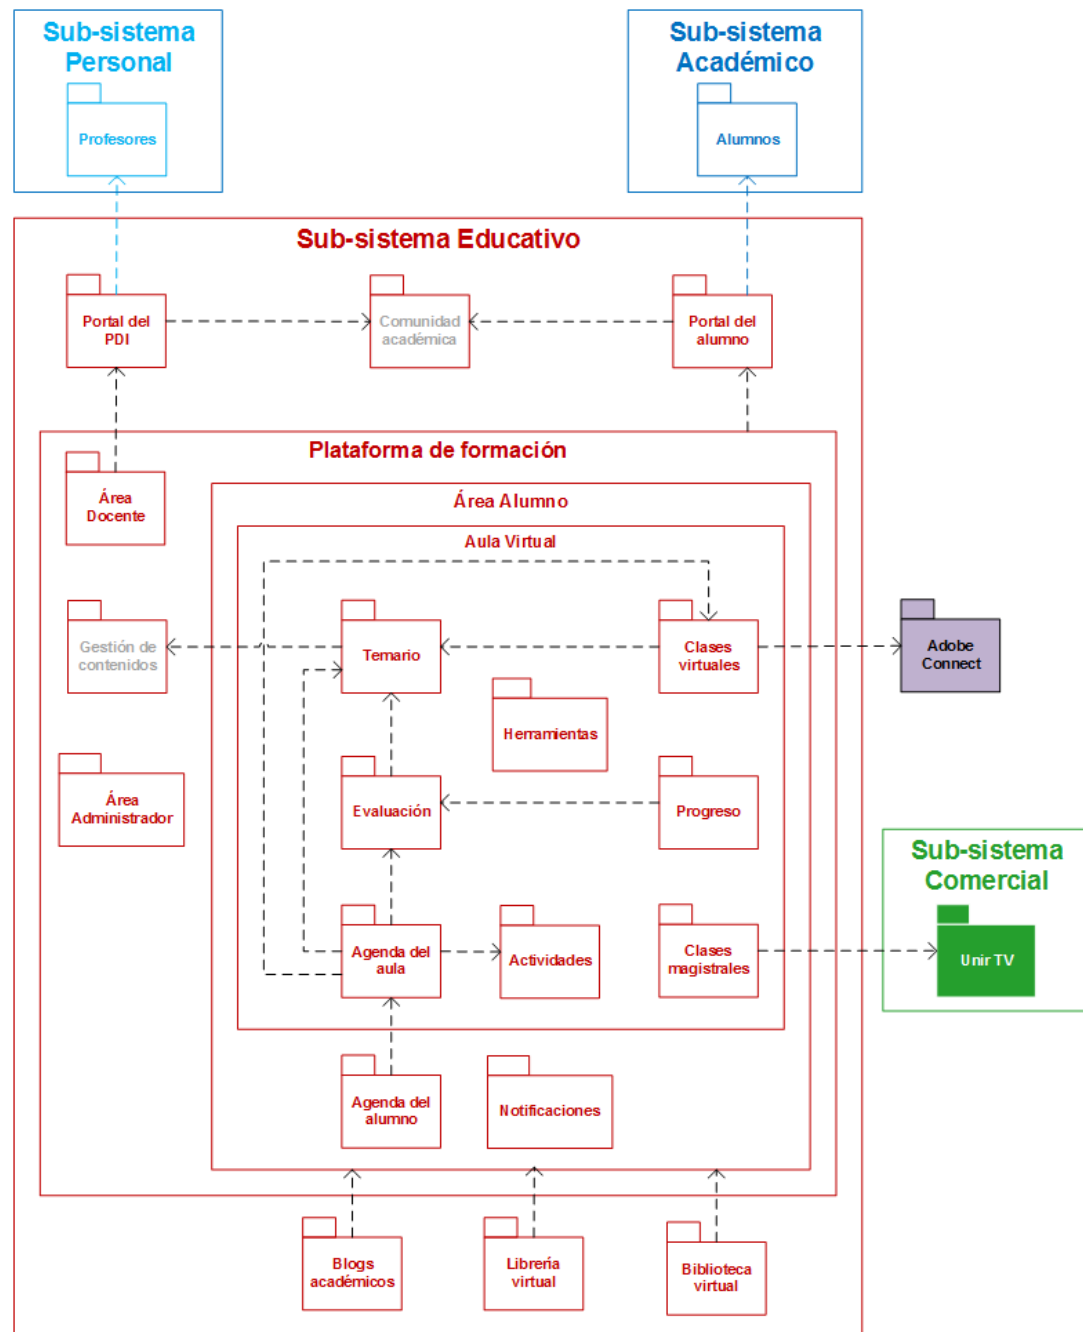 Sub-sistema
Personal
Profesores
Sub-sistema
Académico
Alumnos
Sub-sistema Educativo
Portal del
PDI
Comunidad
académica
Portal del
alumno
Plataforma de formación
Área
Docente
Área Alumno
Aula Virtual
Gestión de
contenidos
Temario
Clases
virtuales
Adobe
Connect
Herramientas
Área
Administrador
Evaluación
Progreso
Sub-sistema
Comercial
Unir TV
Agenda del
aula
Actividades
Clases
magistrales
Agenda del
alumno
Notificaciones
Blogs
académicos
Librería
virtual
Biblioteca
virtual